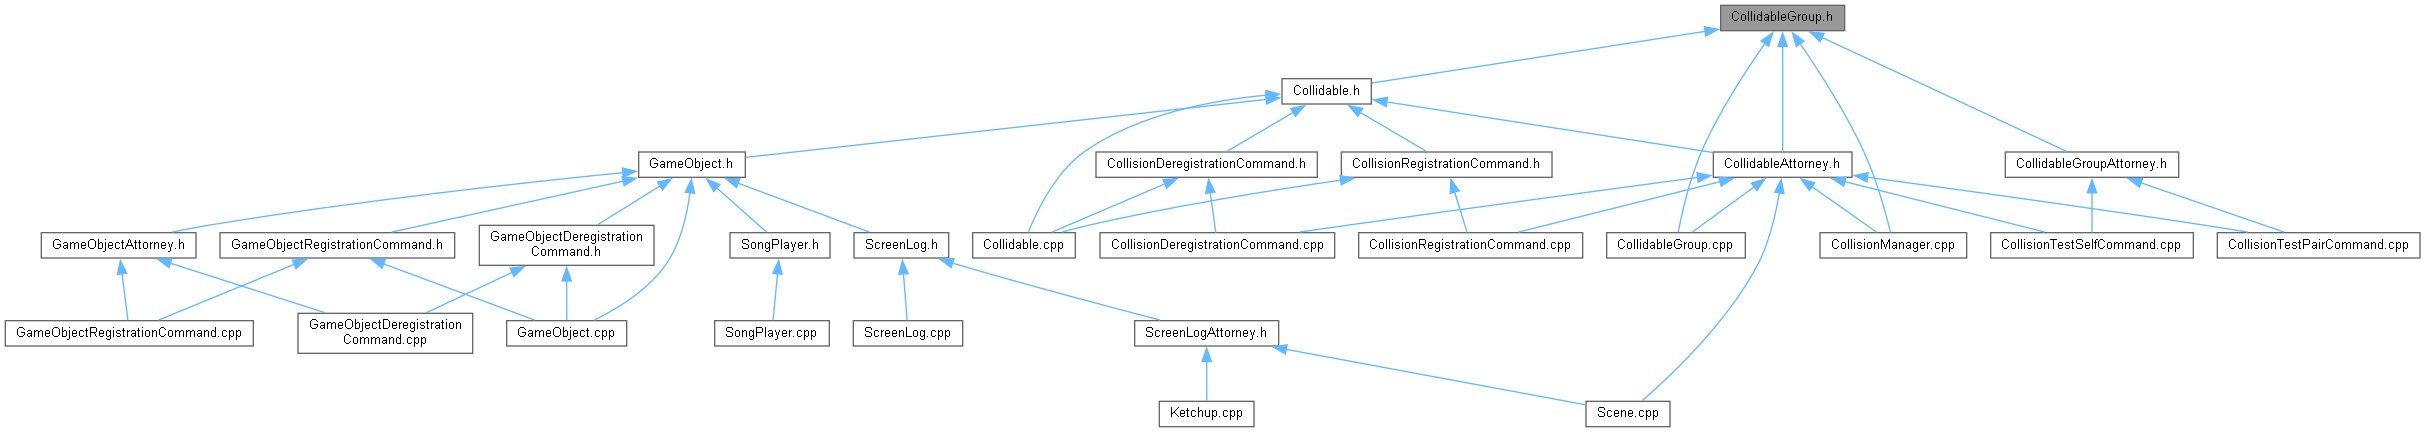 CollidableGroup.h
Collidable.h
GameObject.h
CollisionDeregistrationCommand.h
CollisionRegistrationCommand.h
CollidableAttorney.h
CollidableGroupAttorney.h
GameObjectAttorney.h
GameObjectRegistrationCommand.h
GameObjectDeregistration
Command.h
SongPlayer.h
ScreenLog.h
Collidable.cpp
CollisionDeregistrationCommand.cpp
CollisionRegistrationCommand.cpp
CollidableGroup.cpp
CollisionManager.cpp
CollisionTestSelfCommand.cpp
CollisionTestPairCommand.cpp
GameObjectRegistrationCommand.cpp
GameObjectDeregistration
Command.cpp
GameObject.cpp
SongPlayer.cpp
ScreenLog.cpp
ScreenLogAttorney.h
Ketchup.cpp
Scene.cpp